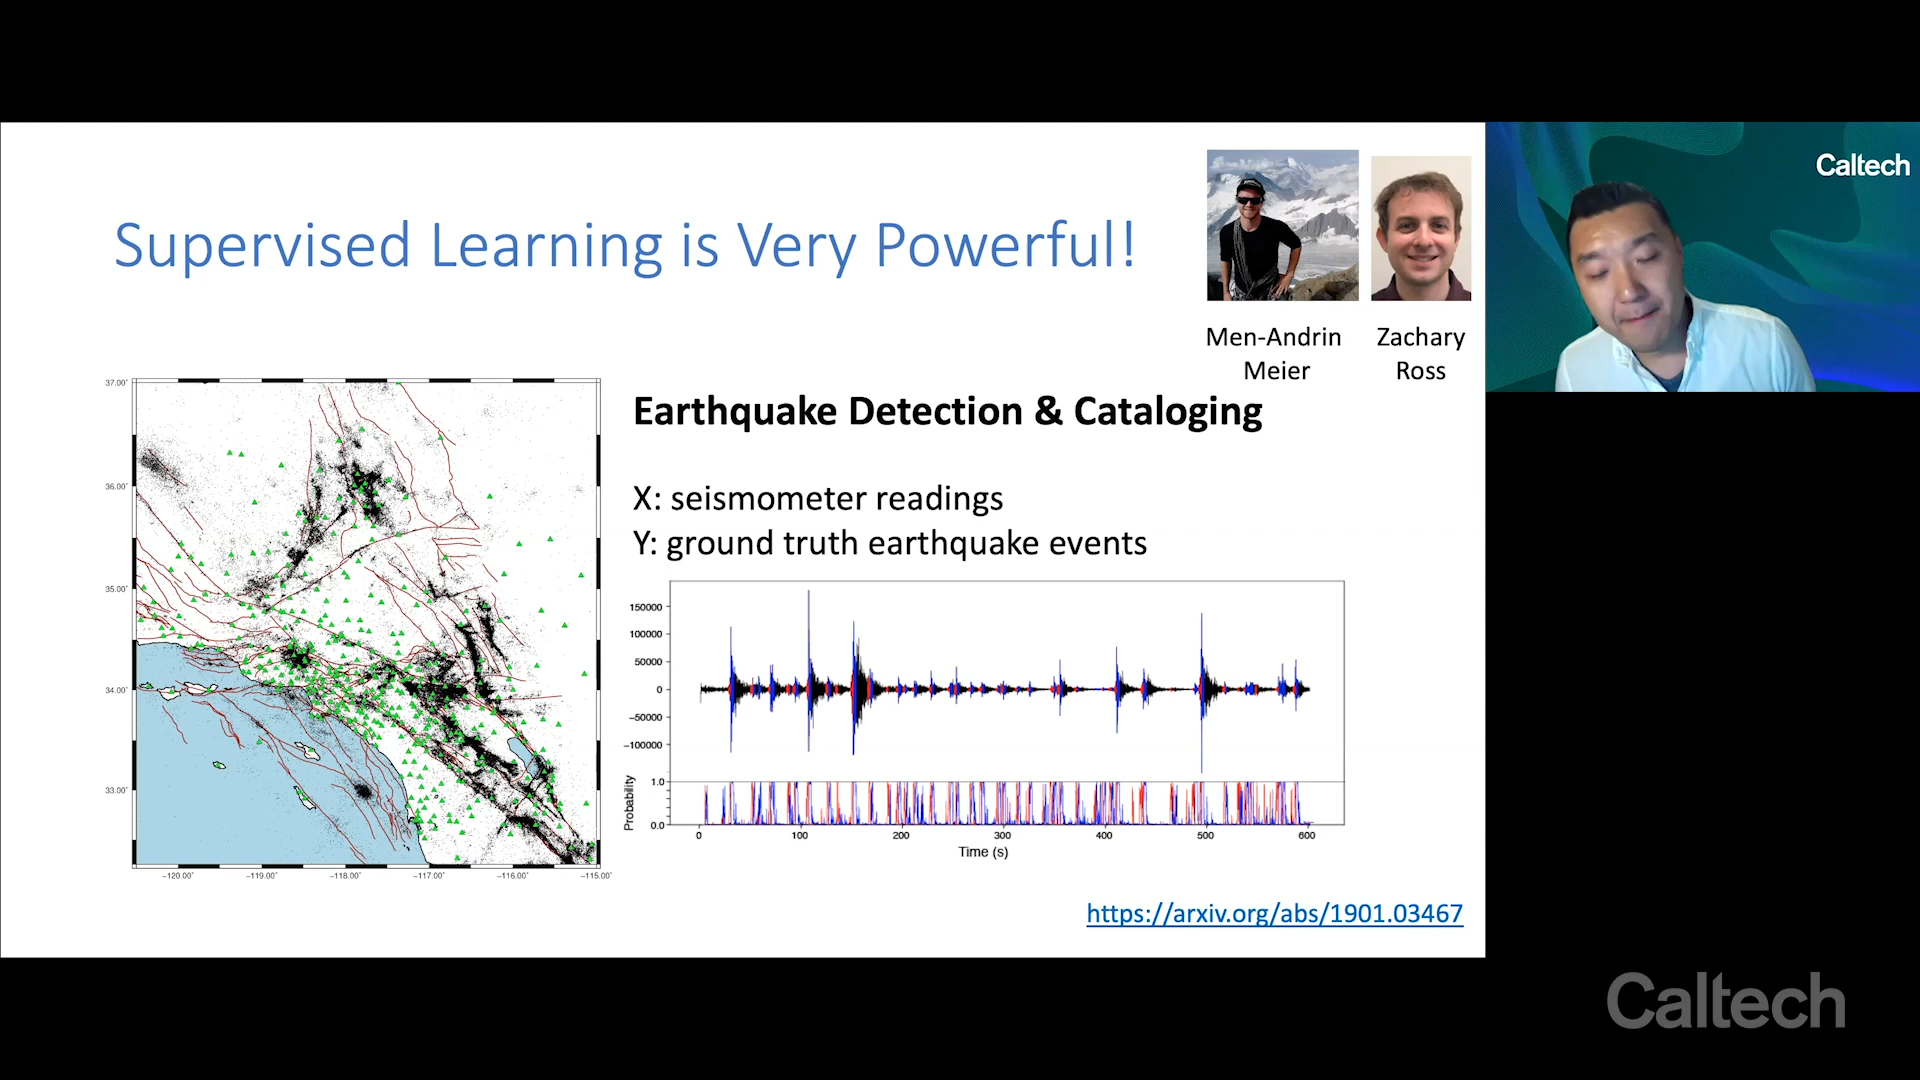 Caltech
Supervised Learning is Very Powerful!
Men-Andrin
Meier
Zachary
Ross
Earthquake Detection & Cataloging
X: seismometer readings
Y: ground truth earthquake events
37.00°
36.00°
35.00°
34.00°
33.00°
−120.00°
−119.00°
−118.00°
−117.00°
−116.00°
−115.00°
150000
100000
50000
0
−50000
−100000
1.0
0.0
Probability
0
100
200
300
400
500
600
Time (s)
https://arxiv.org/abs/1901.03467
Caltech